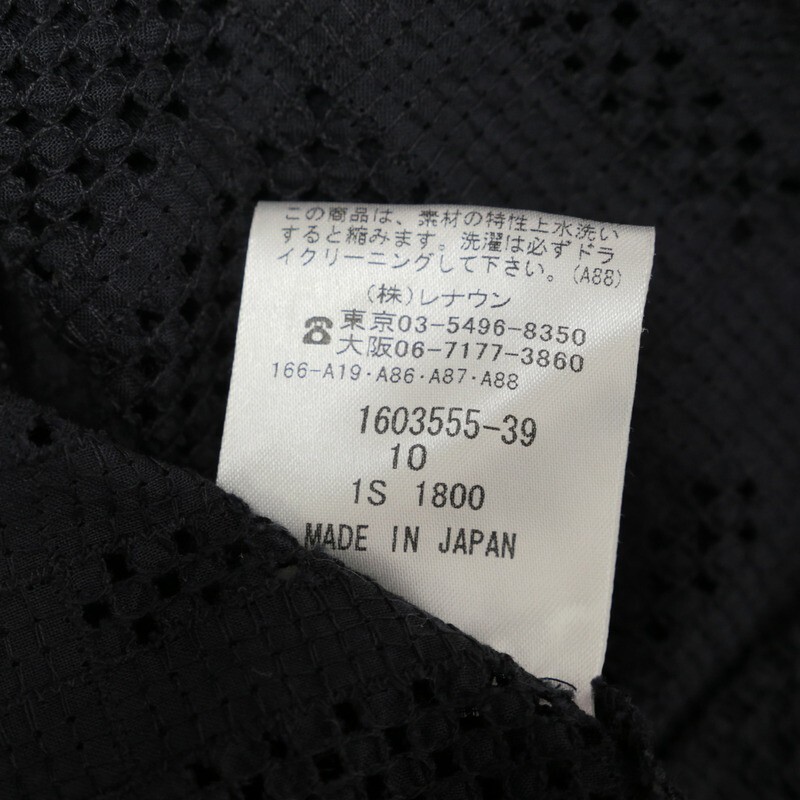 この商品は、素材の特性上水洗い
すると縮みます。洗濯は必ずドラ
イクリーニングして下さい。(A88)
(株)レナウン
☎東京03-5496-8350
大阪06-7177-3860
166-A19・A86・A87・A88
1603555-39
10
1S 1800
MADE IN JAPAN